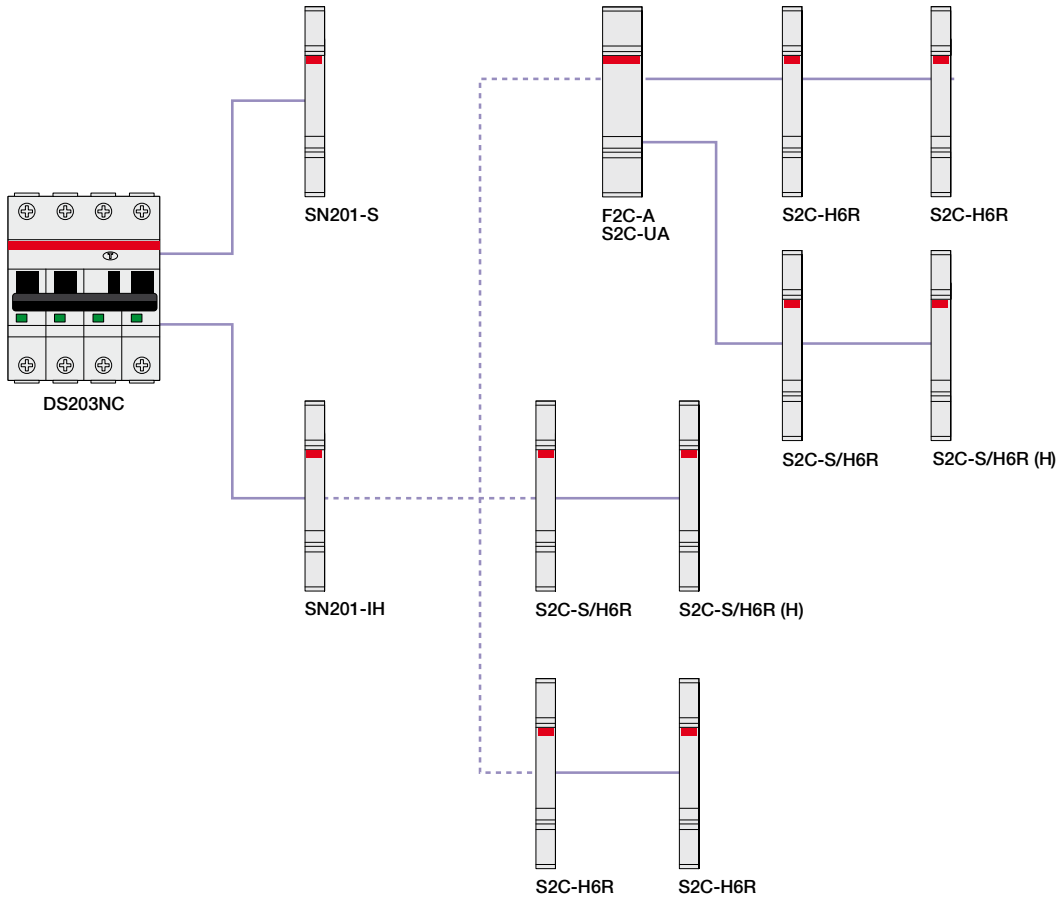 SN201-S
F2C-A
S2C-UA
S2C-H6R
S2C-H6R
DS203NC
S2C-S/H6R
S2C-S/H6R (H)
SN201-IH
S2C-S/H6R
S2C-S/H6R (H)
S2C-H6R
S2C-H6R